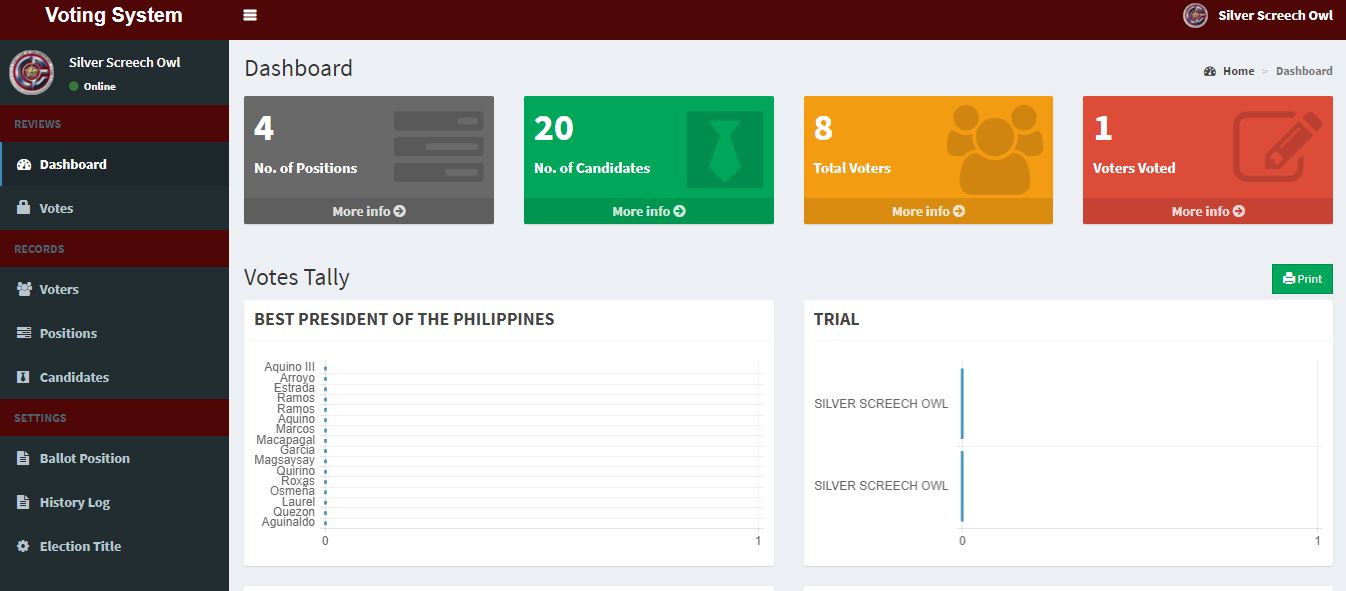 Voting System
Silver Screech Owl
Silver Screech Owl
Online
REVIEWS
Dashboard
Votes
RECORDS
Voters
Positions
Candidates
SETTINGS
Ballot Position
History Log
Election Title
Dashboard
Home > Dashboard
4
No. of Positions
More info
20
No. of Candidates
More info
8
Total Voters
More info
1
Voters Voted
More info
Votes Tally
Print
BEST PRESIDENT OF THE PHILIPPINES
Aquino III
Arroyo
Estrada
Ramos
Ramos
Aquino
Marcos
Macapagal
Garcia
Magsaysay
Quirino
Roxas
Osmeña
Laurel
Quezon
Aguinaldo
0 1
TRIAL
SILVER SCREECH OWL
SILVER SCREECH OWL
0 1